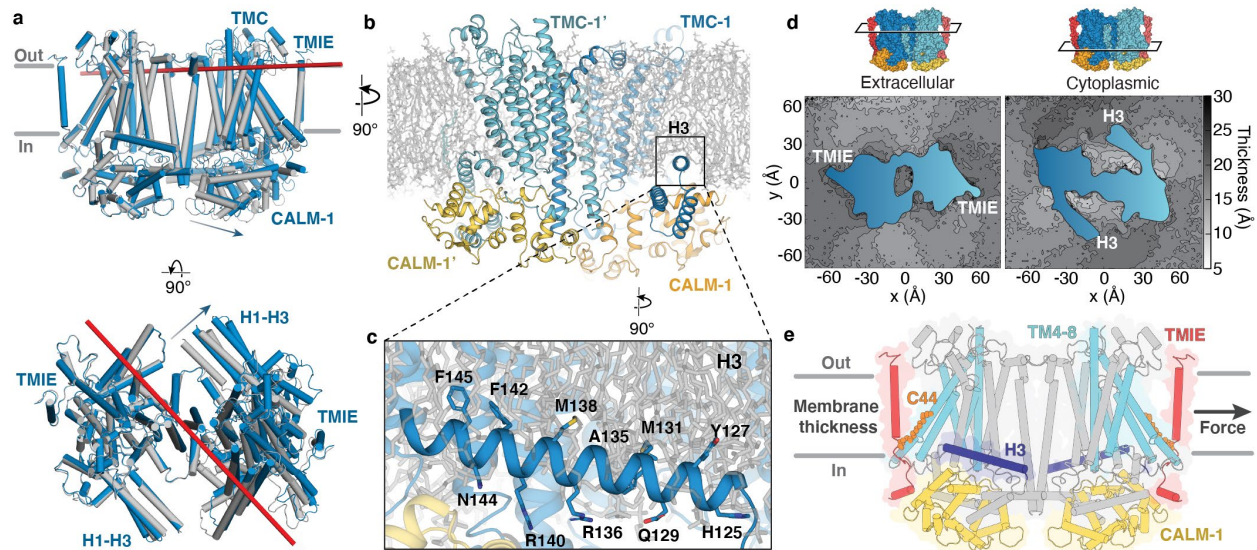 a
TMC
TMIE
Out
In
CALM-1
90°
90°
H1-H3
TMIE
TMIE
H1-H3
b
TMC-1’
TMC-1
H3
CALM-1’
CALM-1
90°
c
H3
F145
F142
M138
A135
M131
Y127
N144
R140
R136
Q129
H125
d
Extracellular
Cytoplasmic
60
30
0
-30
-60
y (Å)
TMIE
TMIE
-60 -30 0 30 60
x (Å)
H3
H3
-60 -30 0 30 60
x (Å)
30
25
20
15
10
5
Thickness (Å)
e
TM4-8
TMIE
Out
C44
Membrane
thickness
Force
H3
In
CALM-1